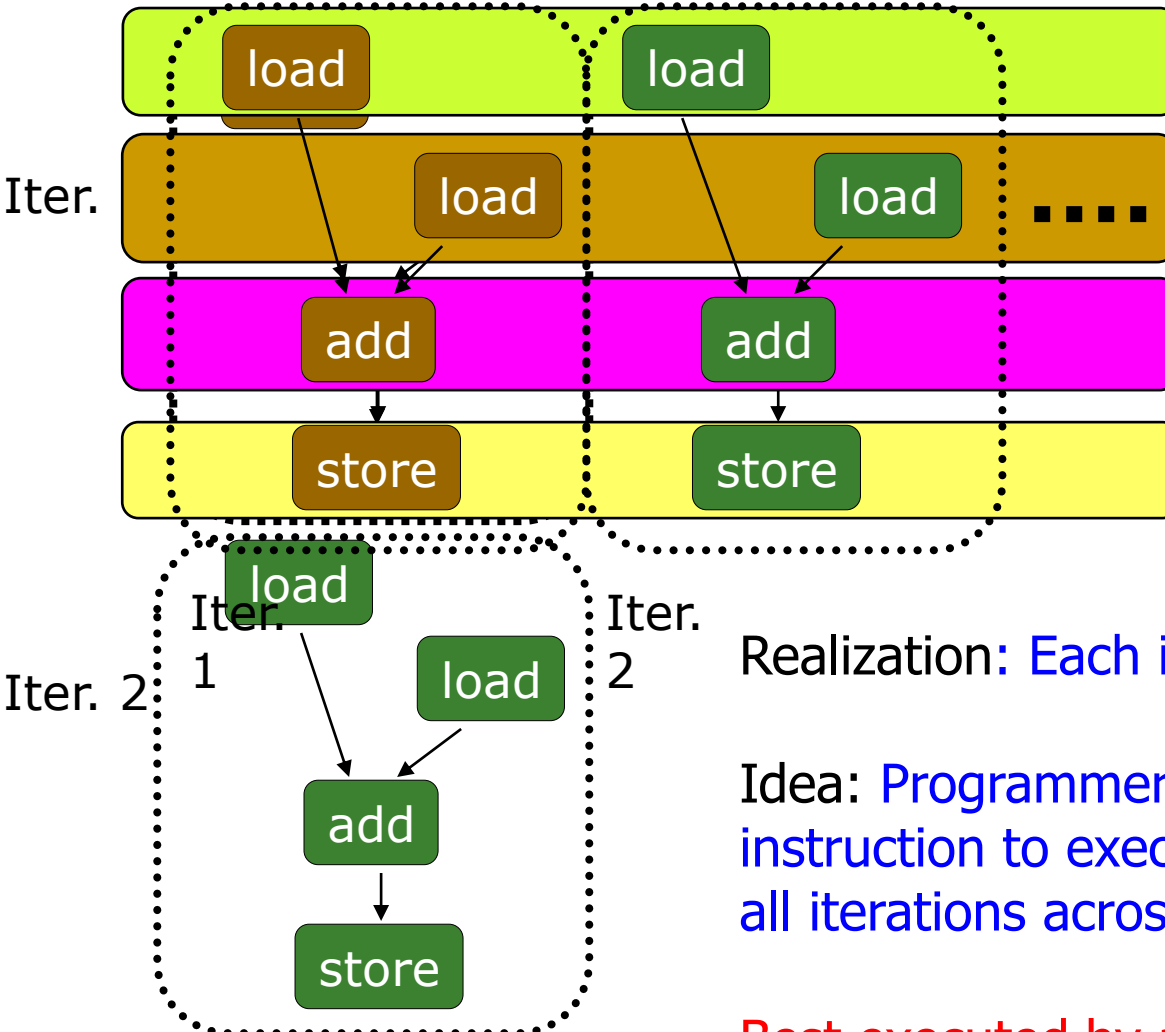 load
load
Iter.
load
load
add
add
store
store
load
Iter.
1
Iter.
2
Iter. 2
load
Realization: Each i
Idea: Programmer
add
instruction to exec
all iterations acros
store